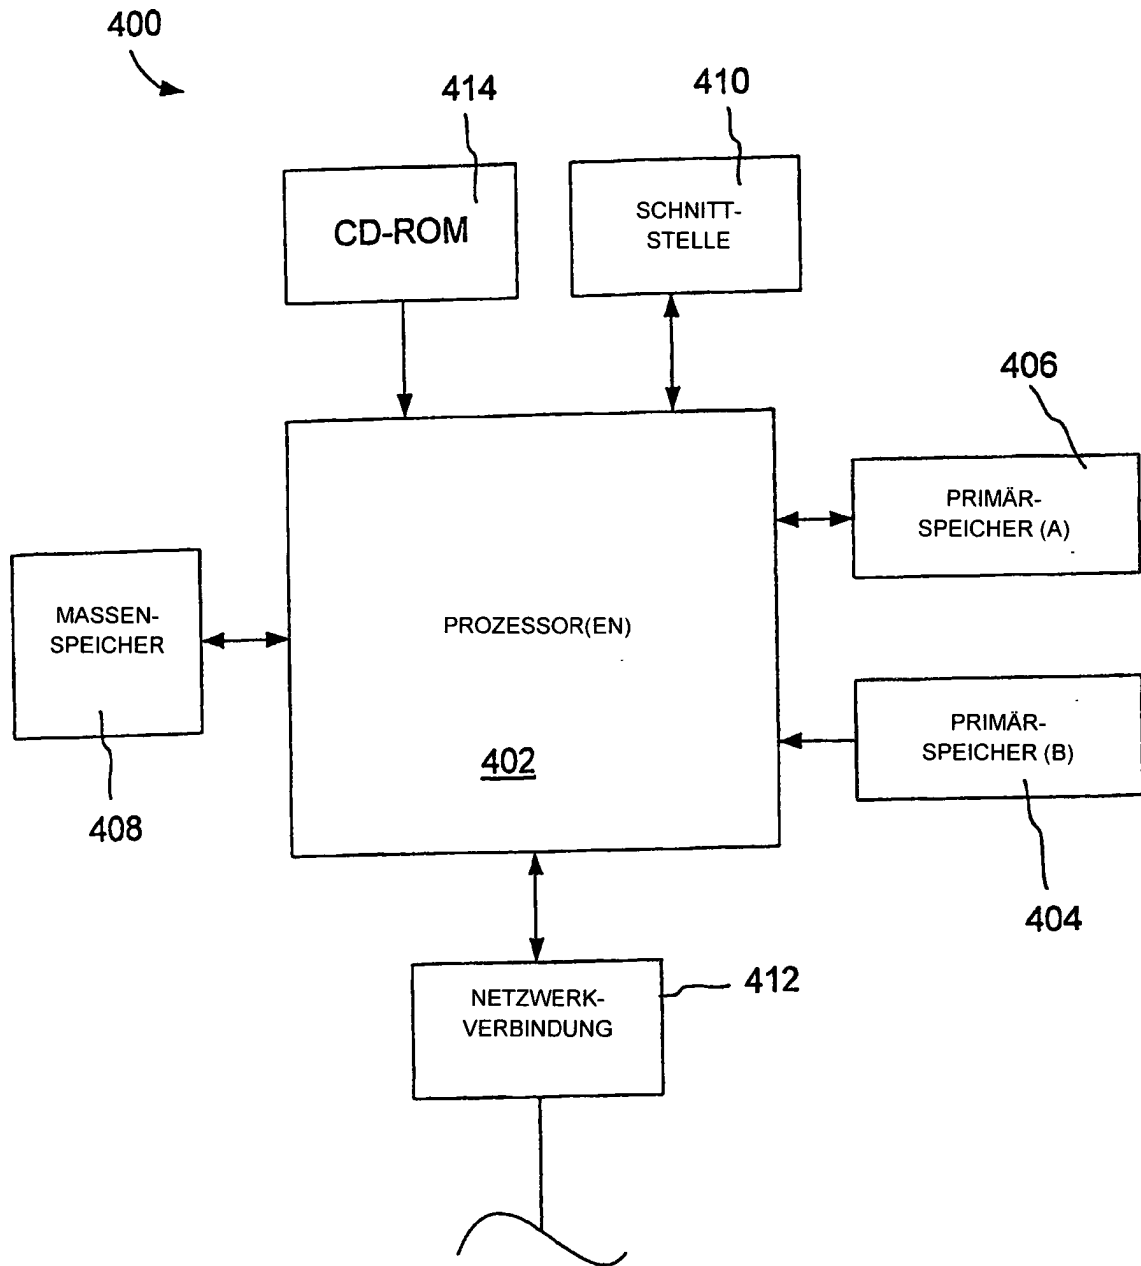 400
414
410
CD-ROM
SCHNITT-
STELLE
406
PRIMÄR-
SPEICHER (A)
MASSEN-
SPEICHER
PROZESSOR(EN)
PRIMÄR-
SPEICHER (B)
402
408
404
412
NETZWERK-
VERBINDUNG